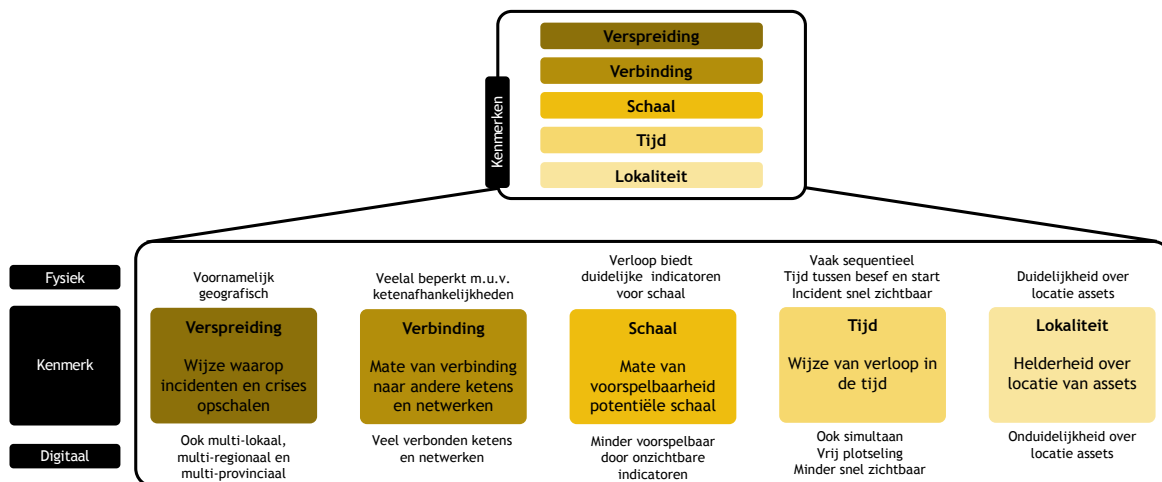 Kenmerken
Verspreiding
Verbinding
Schaal
Tijd
Lokaliteit
Fysiek
Voornamelijk
geografisch
Veelal beperkt m.u.v.
ketenafhankelijkheden
Verloop biedt
duidelijke indicatoren
voor schaal
Vaak sequentieel
Tijd tussen besef en start
Incident snel zichtbaar
Duidelijkheid over
locatie assets
Kenmerk
Verspreiding
Wijze waarop
incidenten en crises
opschalen
Verbinding
Mate van verbinding
naar andere ketens
en netwerken
Schaal
Mate van
voorspelbaarheid
potentiële schaal
Tijd
Wijze van verloop in
de tijd
Lokaliteit
Helderheid over
locatie van assets
Digitaal
Ook multi-lokaal,
multi-regionaal en
multi-provinciaal
Veel verbonden ketens
en netwerken
Minder voorspelbaar
door onzichtbare
indicatoren
Ook simultaan
Vrij plotseling
Minder snel zichtbaar
Onduidelijkheid over
locatie assets